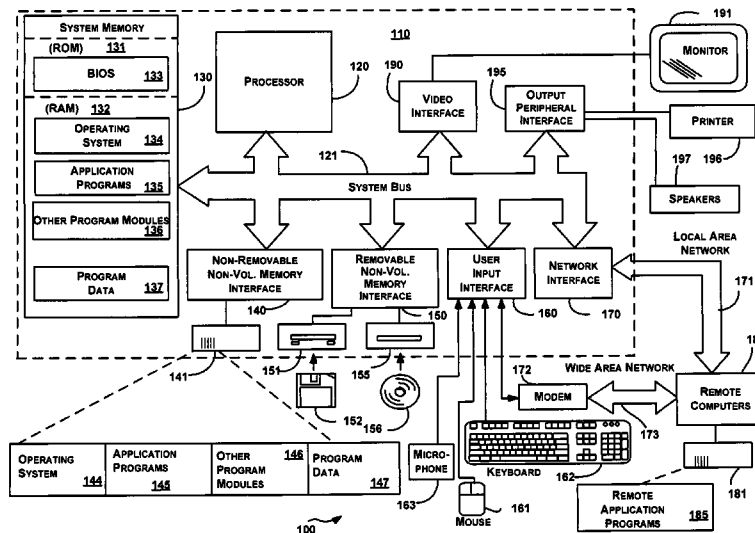 SYSTEM MEMORY
(ROM) 131
BIOS 133
(RAM) 132
OPERATING
SYSTEM 134
APPLICATION
PROGRAMS 135
OTHER PROGRAM MODULES
136
PROGRAM
DATA 137
130
PROCESSOR
120
110
190
VIDEO
INTERFACE
195
OUTPUT
PERIPHERAL
INTERFACE
191
MONITOR
PRINTER
196
197
SPEAKERS
121
SYSTEM BUS
NON-REMOVABLE
NON-VOL. MEMORY
INTERFACE
140
REMOVABLE
NON-VOL. MEMORY
INTERFACE
150
USER
INPUT
INTERFACE
160
NETWORK
INTERFACE
170
LOCAL AREA
NETWORK
171
141
151
152
155
156
172
MODEM
WIDE AREA NETWORK
173
REMOTE
COMPUTERS
181
REMOTE
APPLICATION
PROGRAMS 185
OPERATING
SYSTEM 144
APPLICATION
PROGRAMS
145
OTHER
PROGRAM
MODULES
146
PROGRAM
DATA
147
MICRO-
PHONE
163
KEYBOARD
162
MOUSE
161
100